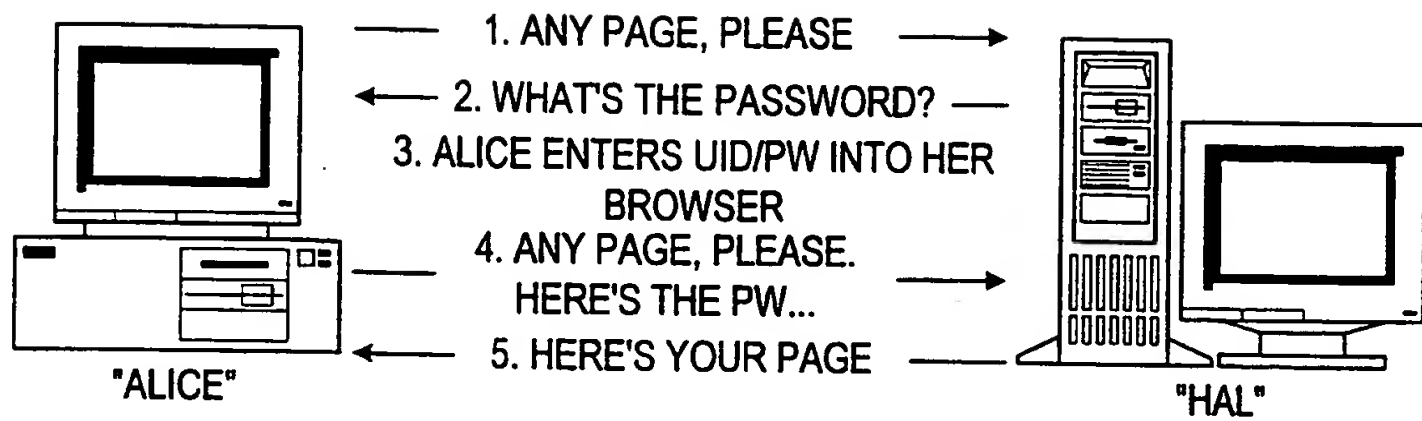 1. ANY PAGE, PLEASE
2. WHAT'S THE PASSWORD?
3. ALICE ENTERS UID/PW INTO HER
BROWSER
4. ANY PAGE, PLEASE.
HERE'S THE PW...
5. HERE'S YOUR PAGE
"ALICE"
"HAL"